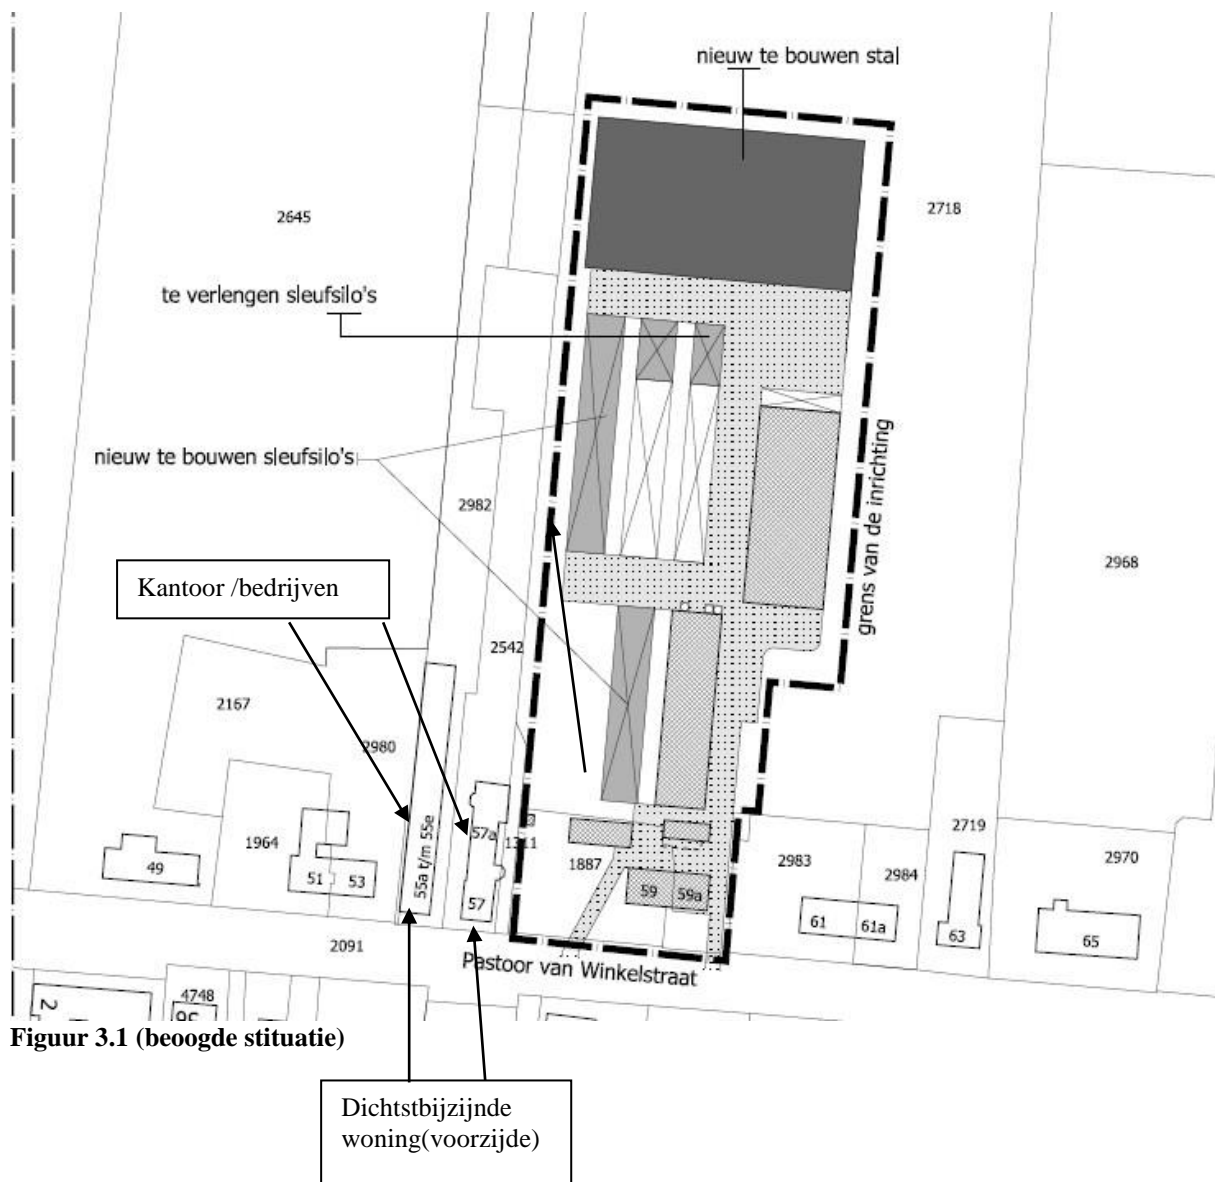 nieuw te bouwen stal
2645
2718
te verlengen sleufsilo's
nieuw te bouwen sleufsilo's
grens van de inrichting
2982
2968
Kantoor /bedrijven
2542
2167
2980
1964
49
51
53
55a t/m 55e
57a
57
1311
1887
59
59a
2983
2984
2719
2970
61
61a
63
65
2091
Pastoor van Winkelstraat
4748
2
Figuur 3.1 (beoogde stituatie)
Dichtstbijzijnde
woning(voorzijde)